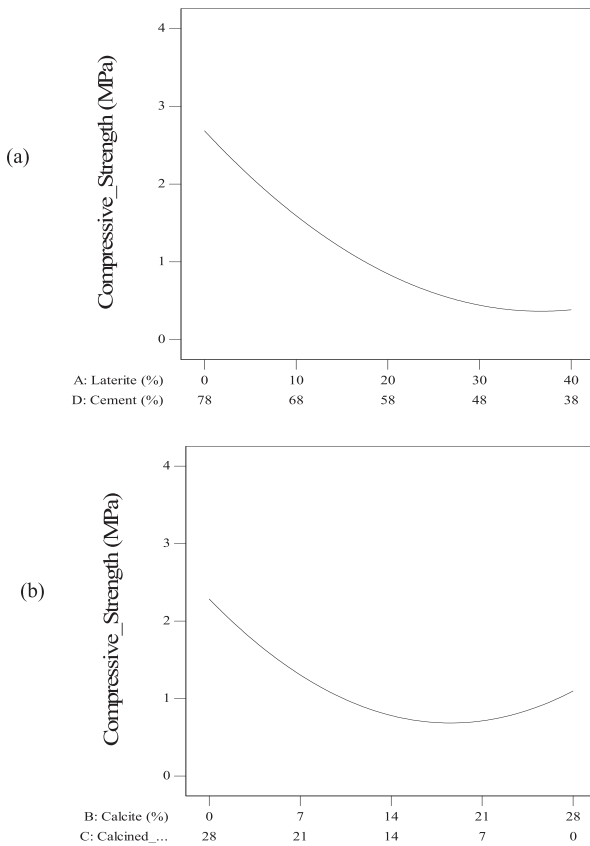 (a)
Compressive_Strength (MPa)
4
3
2
1
0
A: Laterite (%) 0 10 20 30 40
D: Cement (%) 78 68 58 48 38
(b)
Compressive_Strength (MPa)
4
3
2
1
0
B: Calcite (%) 0 7 14 21 28
C: Calcined_... 28 21 14 7 0